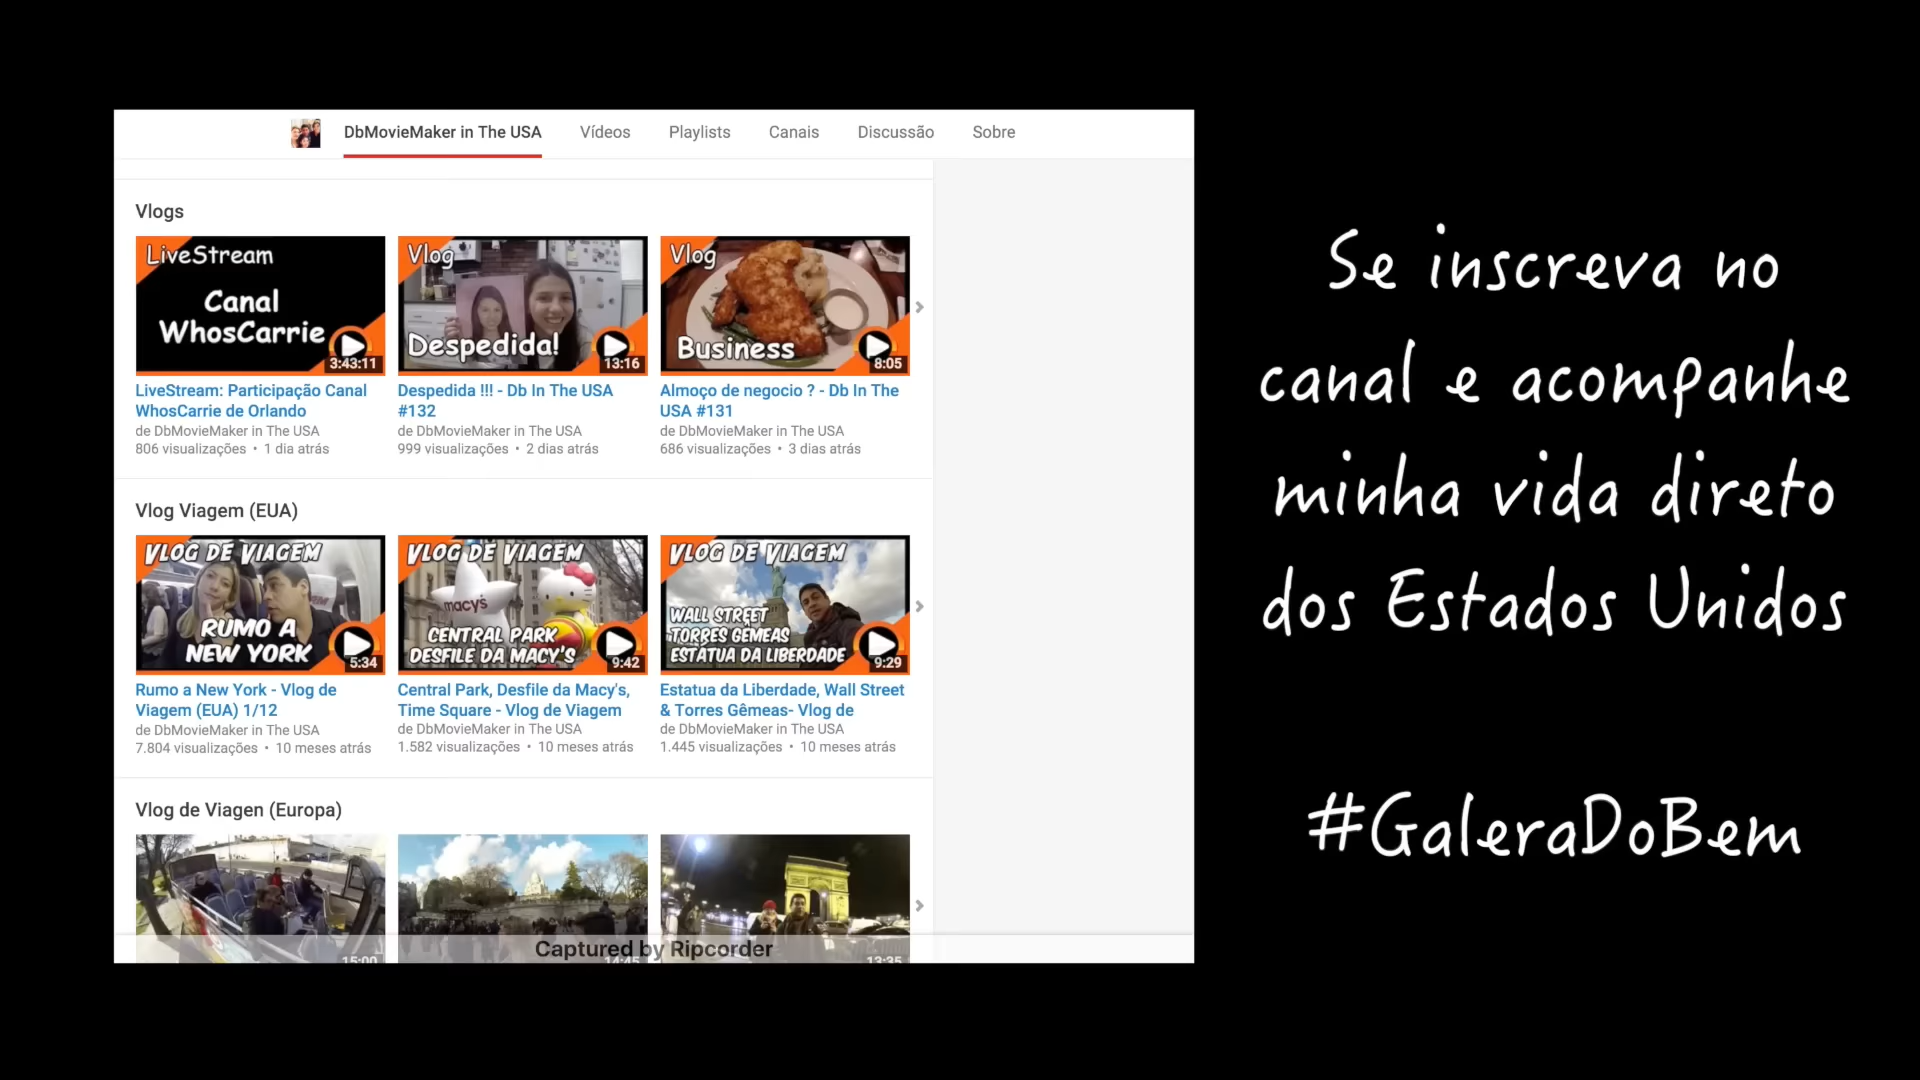 DbMovieMaker in The USA Vídeos Playlists Canais Discussão Sobre
Vlogs
LiveStream
Canal
WhosCarrie
3:43:11
LiveStream: Participação Canal
WhosCarrie de Orlando
de DbMovieMaker in The USA
806 visualizações • 1 dia atrás
Vlog
Despedida!
13:16
Despedida !!! - Db In The USA
#132
de DbMovieMaker in The USA
999 visualizações • 2 dias atrás
Vlog
Business
8:05
Almoço de negocio ? - Db In The
USA #131
de DbMovieMaker in The USA
686 visualizações • 3 dias atrás
Vlog Viagem (EUA)
VLOG DE VIAGEM
RUMO A
NEW YORK
5:34
Rumo a New York - Vlog de
Viagem (EUA) 1/12
de DbMovieMaker in The USA
7.804 visualizações • 10 meses atrás
VLOG DE VIAGEM
macy's
CENTRAL PARK
DESFILE DA MACY'S
9:42
Central Park, Desfile da Macy's,
Time Square - Vlog de Viagem
de DbMovieMaker in The USA
1.582 visualizações • 10 meses atrás
VLOG DE VIAGEM
WALL STREET
TORRES GÊMEAS
ESTATUA DA LIBERDADE
9:29
Estatua da Liberdade, Wall Street
& Torres Gêmeas- Vlog de
de DbMovieMaker in The USA
1.445 visualizações • 10 meses atrás
Vlog de Viagen (Europa)
15:00
14:45
13:35
Captured by Ripcorder
Se inscreva no
canal e acompanhe
minha vida direto
dos Estados Unidos
#GaleraDoBem